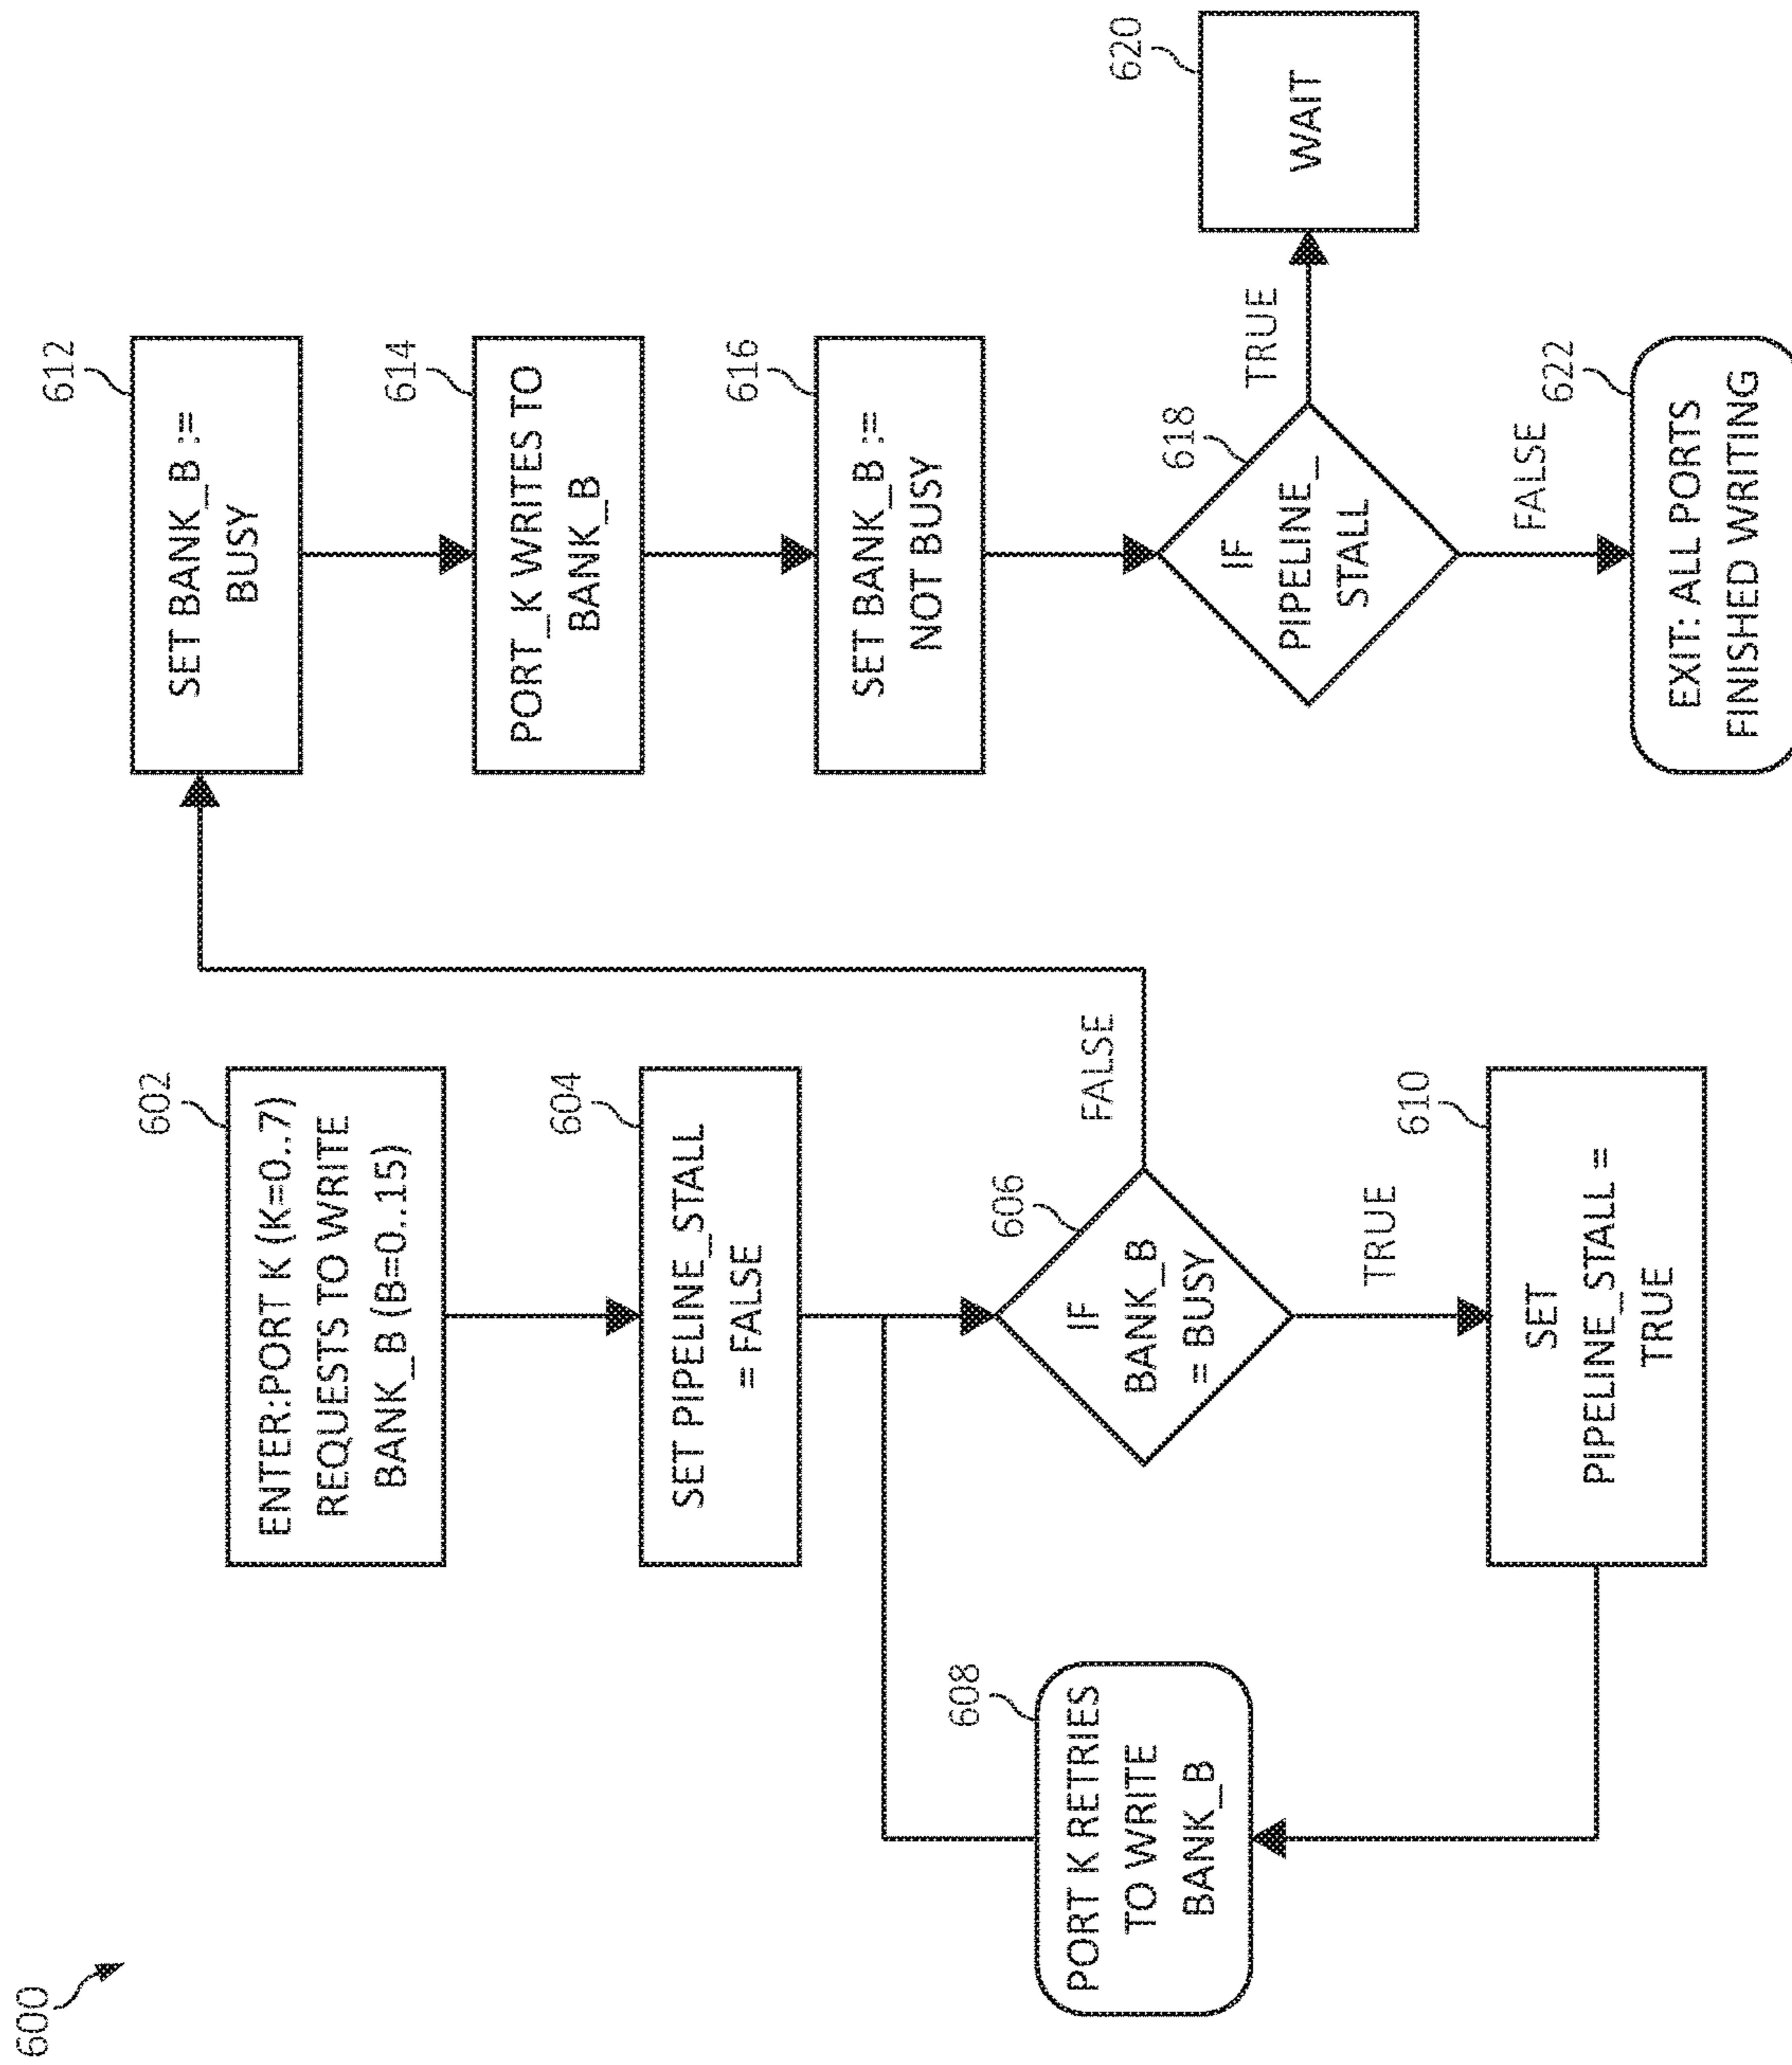 600
602
ENTER:PORT K (K=0..7)
REQUESTS TO WRITE
BANK_B (B=0..15)
604
SET PIPELINE_STALL
= FALSE
606
IF
BANK_B
= BUSY
FALSE
TRUE
608
PORT K RETRIES
TO WRITE
BANK_B
610
SET
PIPELINE_STALL =
TRUE
612
SET BANK_B :=
BUSY
614
PORT_K WRITES TO
BANK_B
616
SET BANK_B :=
NOT BUSY
618
IF
PIPELINE_
STALL
TRUE
620
WAIT
FALSE
622
EXIT: ALL PORTS
FINISHED WRITING